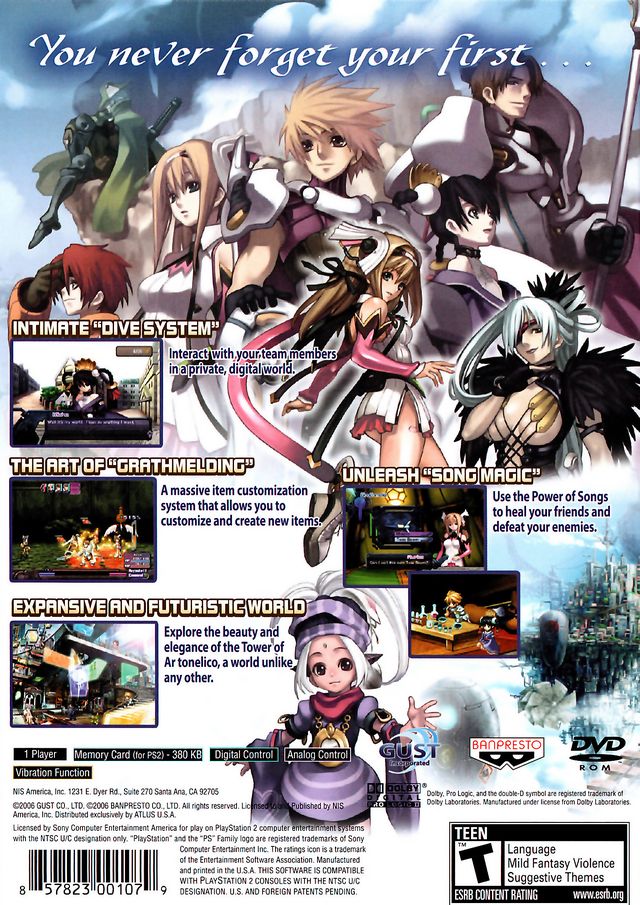 You never forget your first . . .
INTIMATE "DIVE SYSTEM"
Interact with your team members
in a private, digital world.
THE ART OF "GRATHMELDING"
A massive item customization
system that allows you to
customize and create new items.
UNLEASH "SONG MAGIC"
Use the Power of Songs
to heal your friends and
defeat your enemies.
EXPANSIVE AND FUTURISTIC WORLD
Explore the beauty and
elegance of the Tower of
Ar tonelico, a world unlike
any other.
GUST
Incorporated
BANPRESTO
DVD
ROM
1 Player
Memory Card (for PS2) - 380 KB
Digital Control
Analog Control
Vibration Function
DOLBY
DIGITAL
PRO LOGIC II
Dolby, Pro Logic, and the double-D symbol are registered trademark of
Dolby Laboratories. Manufactured under license from Dolby Laboratories.
NIS America, Inc. 1231 E. Dyer Rd., Suite 270 Santa Ana, CA 92705
©2006 GUST CO., LTD. ©2006 BANPRESTO CO., LTD. All rights reserved. Licensed to and Published by NIS
America, Inc. Distributed exclusively by ATLUS U.S.A.
Licensed by Sony Computer Entertainment America for play on PlayStation 2 computer entertainment systems
with the NTSC U/C designation only. "PlayStation" and the "PS" Family logo are registered trademarks of Sony
Computer Entertainment Inc. The ratings icon is a trademark
of the Entertainment Software Association. Manufactured
and printed in the U.S.A. THIS SOFTWARE IS COMPATIBLE
WITH PLAYSTATION 2 CONSOLES WITH THE NTSC U/C
DESIGNATION. U.S. AND FOREIGN PATENTS PENDING.
8 57823 00107 9
TEEN
T
TM
Language
Mild Fantasy Violence
Suggestive Themes
ESRB CONTENT RATING www.esrb.org